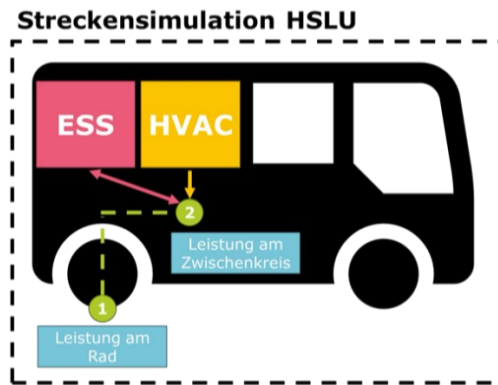 Streckensimulation HSLU
ESS
HVAC
2
Leistung am
Zwischenkreis
1
Leistung am
Rad